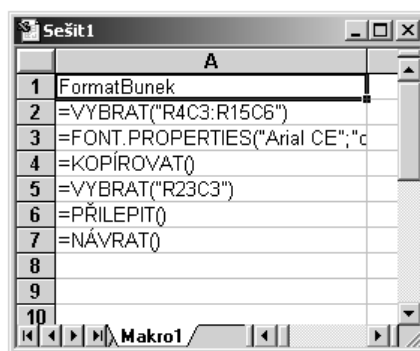 Sešit1
A
1 FormatBunek
2 =VYBRAT("R4C3:R15C6")
3 =FONT.PROPERTIES("Arial CE";"o
4 =KOPÍROVAT()
5 =VYBRAT("R23C3")
6 =PŘILEPIT()
7 =NÁVRAT()
8
9
10
Makro1